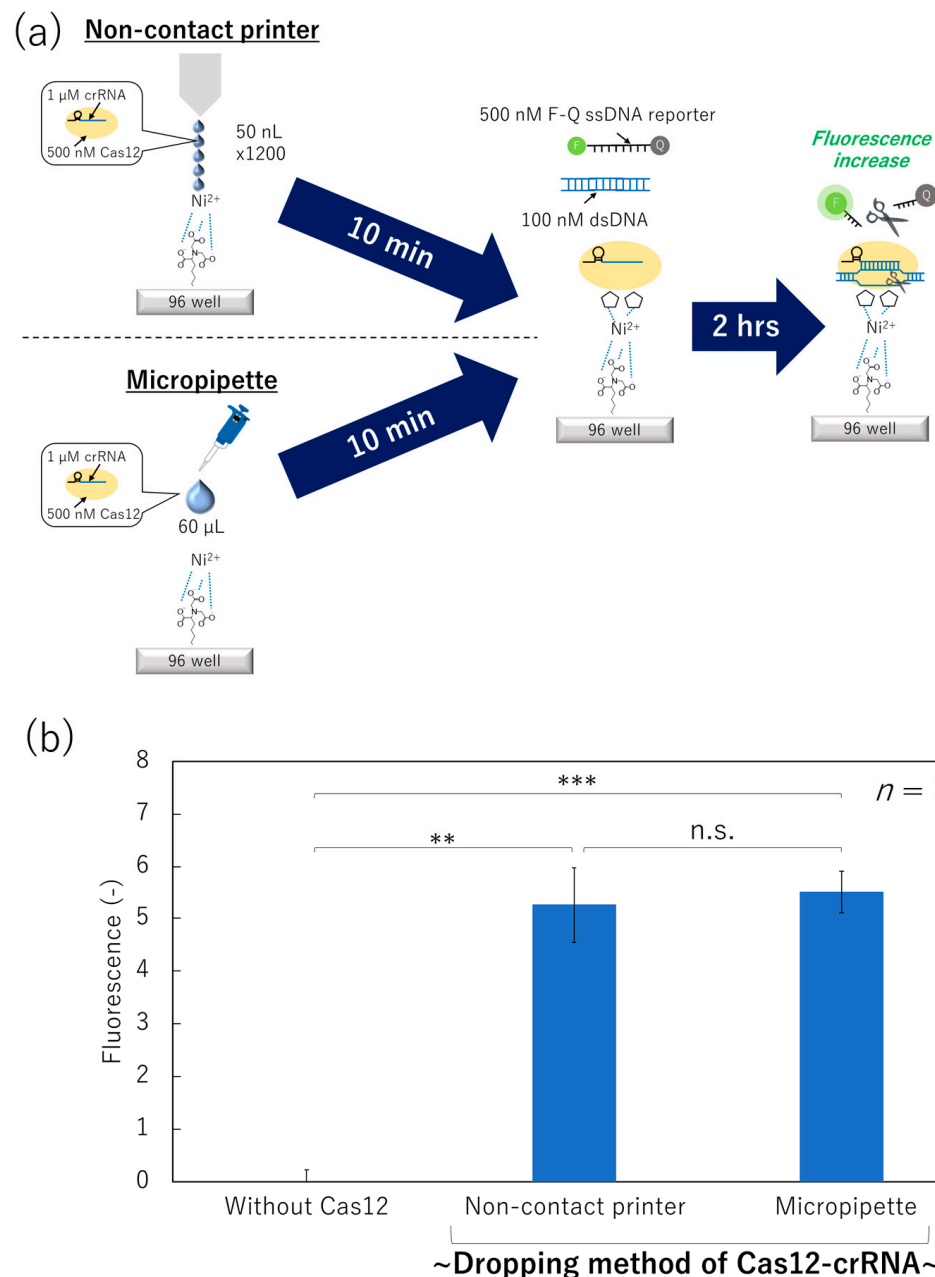 (a)
Non-contact printer
1 μM crRNA
500 nM Cas12
50 nL
x1200
Ni²⁺
96 well
10 min
Micropipette
1μM crRNA
500 nM Cas12
60 μL
Ni²⁺
96 well
10 min
500 nM F-Q ssDNA reporter
F
Q
100 nM dsDNA
Ni²⁺
96 well
2 hrs
Fluorescence
increase
F
Q
Ni²⁺
96 well
(b)
Fluorescence (-)
8
7
6
5
4
3
2
1
0
***
n =
**
n.s.
Without Cas12
Non-contact printer
Micropipette
~Dropping method of Cas12-crRNA~